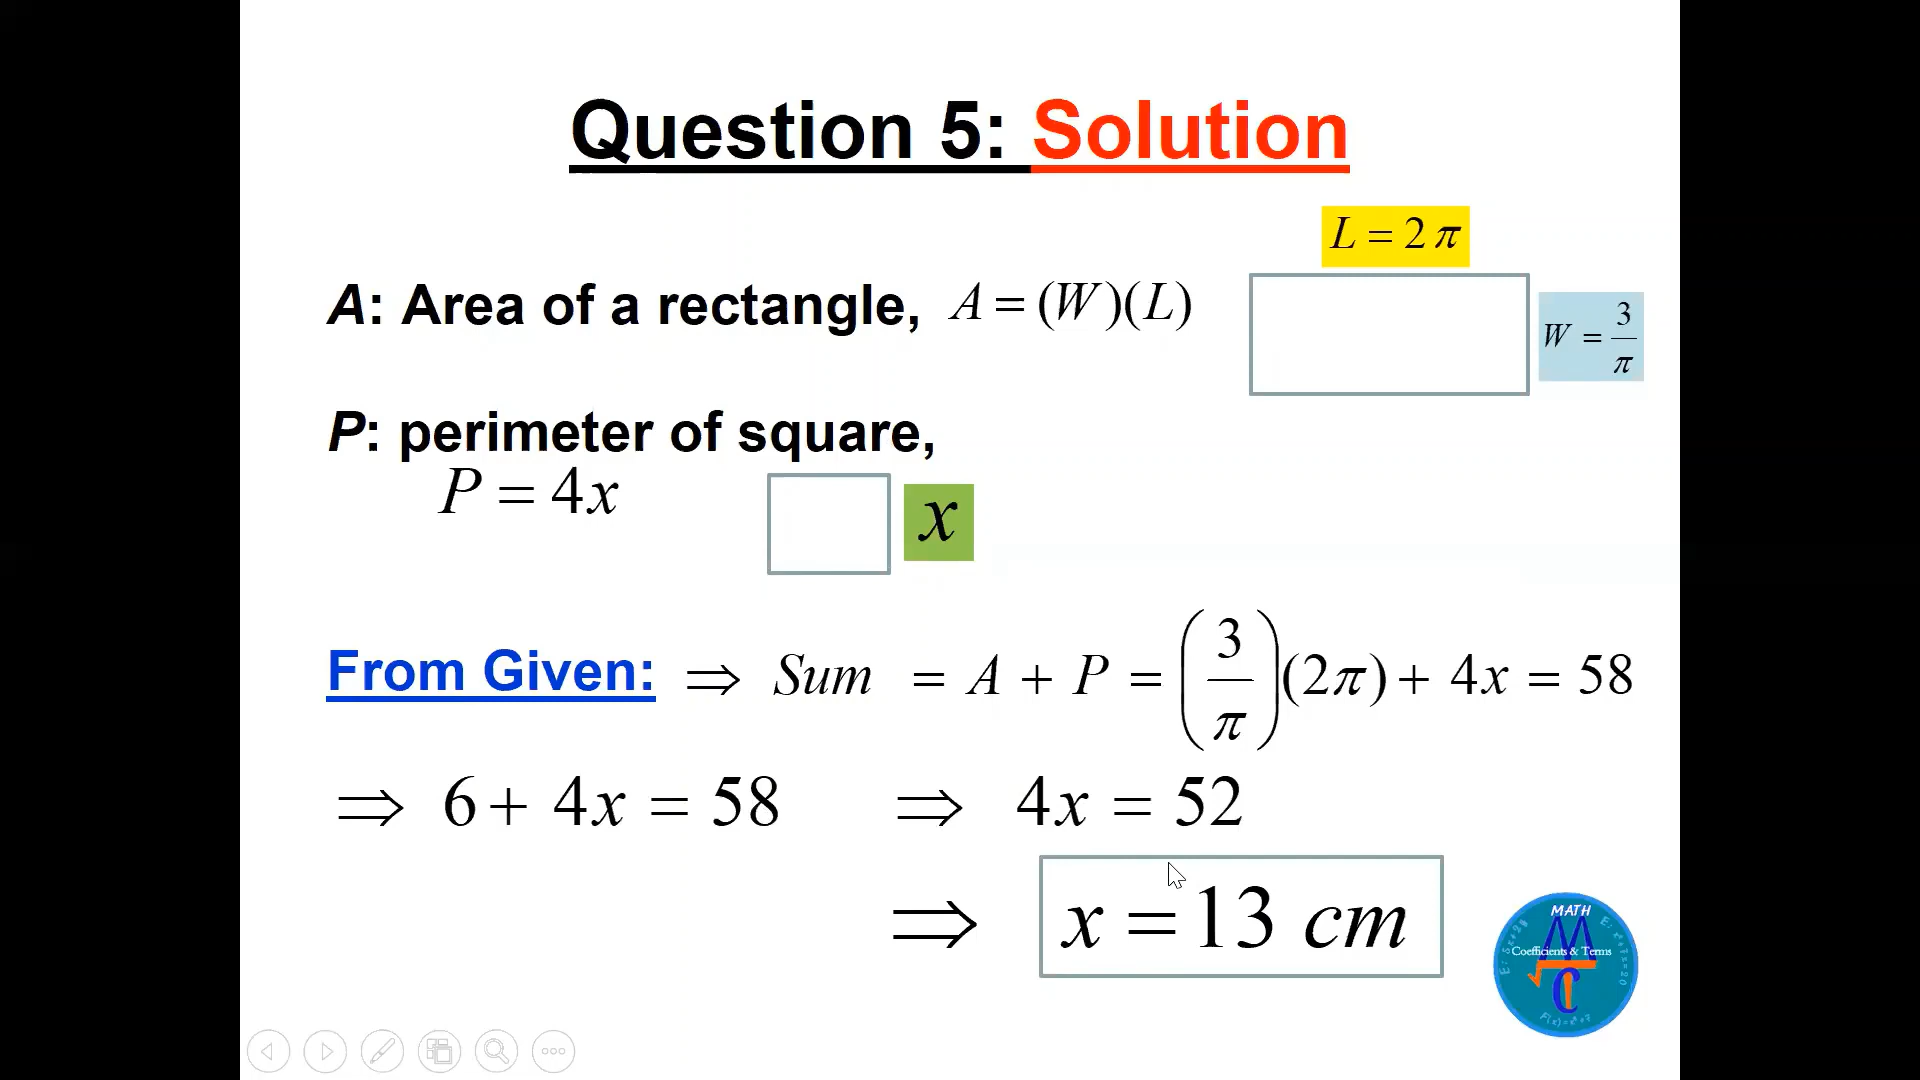 Question 5: Solution
L = 2π
A: Area of a rectangle, A = (W)(L)
W = 3/π
P: perimeter of square,
P = 4x
x
From Given: ⇒ Sum = A + P = (3/π)(2π) + 4x = 58
⇒ 6 + 4x = 58 ⇒ 4x = 52
⇒ x = 13 cm
MATH
Coefficients & Terms